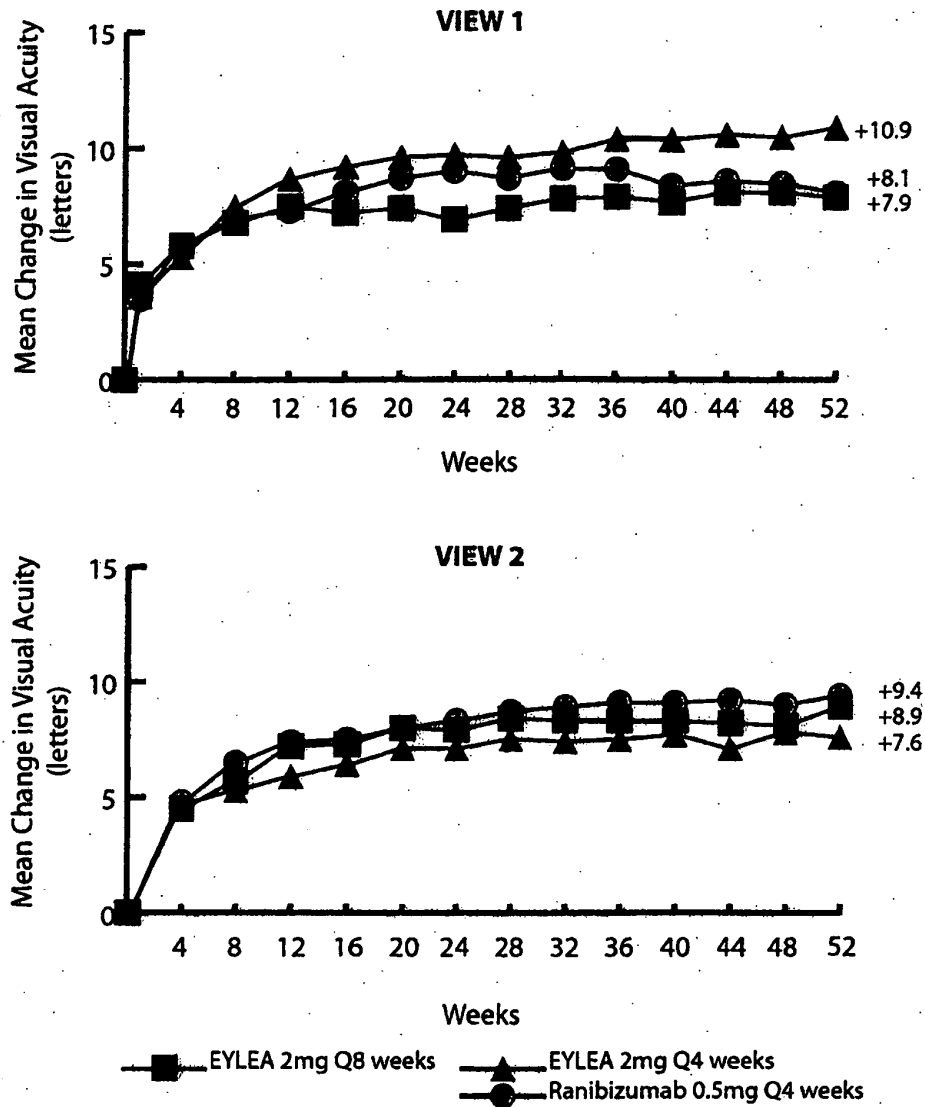 VIEW 1
Mean Change in Visual Acuity
(letters)
15
10
5
0
+10.9
+8.1
+7.9
4 8 12 16 20 24 28 32 36 40 44 48 52
Weeks
VIEW 2
Mean Change in Visual Acuity
(letters)
15
10
5
0
+9.4
+8.9
+7.6
4 8 12 16 20 24 28 32 36 40 44 48 52
Weeks
EYLEA 2mg Q8 weeks
EYLEA 2mg Q4 weeks
Ranibizumab 0.5mg Q4 weeks